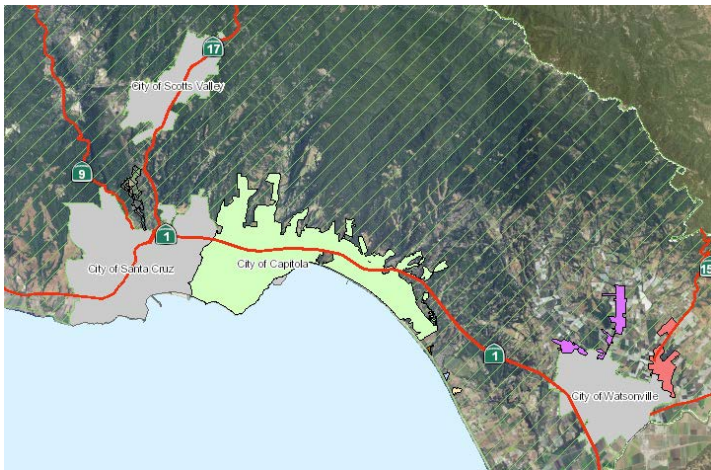 17
City of Scotts Valley
9
1
City of Santa Cruz
City of Capitola
15
1
City of Watsonville